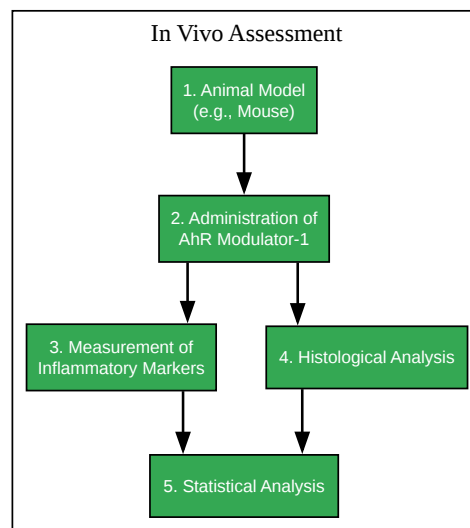 In Vivo Assessment
1. Animal Model
(e.g., Mouse)
2. Administration of
AhR Modulator-1
3. Measurement of
Inflammatory Markers
4. Histological Analysis
5. Statistical Analysis